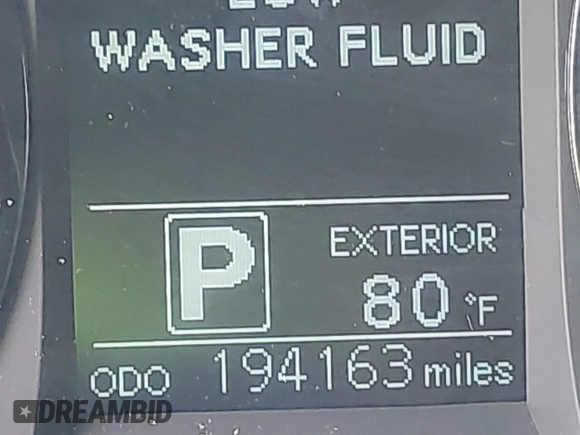 WASHER FLUID
P
EXTERIOR
80 °F
ODO 194163 miles
DREAMBID